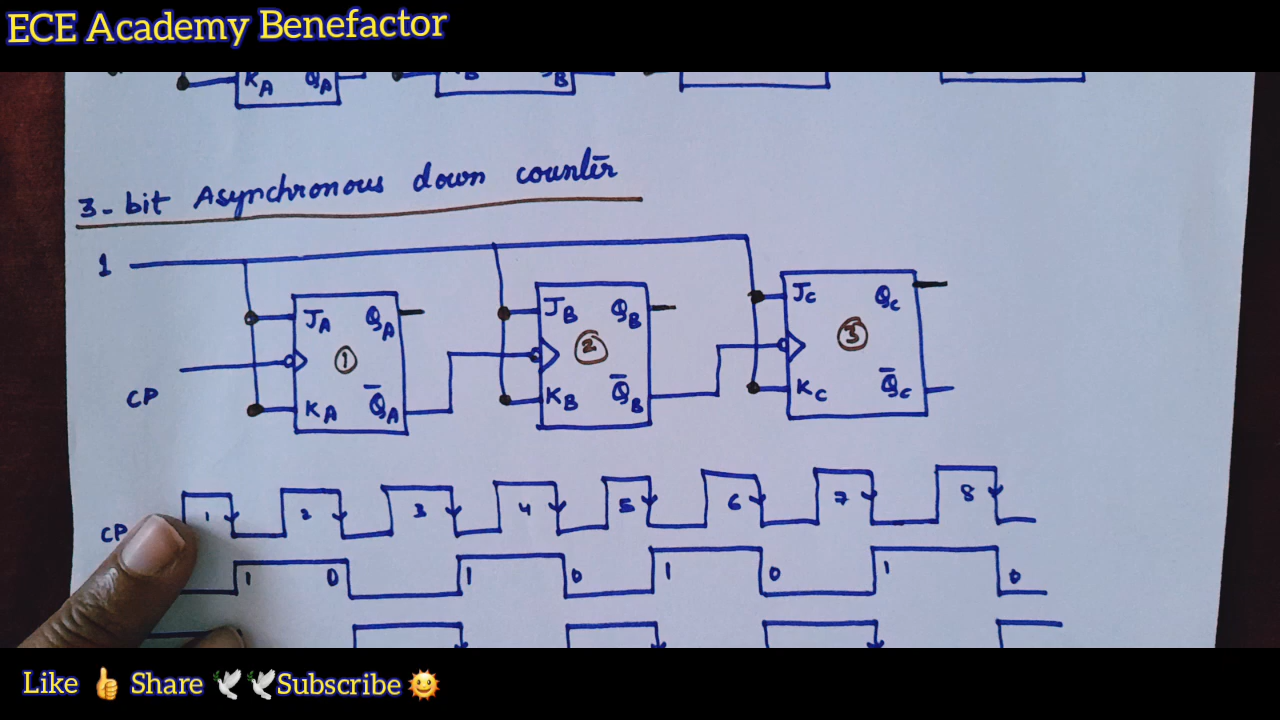 ECE Academy Benefactor
K_A Q_A B B
3-bit Asynchronous down counter
1
J_A Q_A J_B Q_B J_C Q_C
1 2 3
CP K_A Q̅_A K_B Q̅_B K_C Q̅_C
CP 1 2 3 4 5 6 7 8
1 0 1 0 1 0 1 0
Like 👍 Share 🕊️🕊️Subscribe 🌞